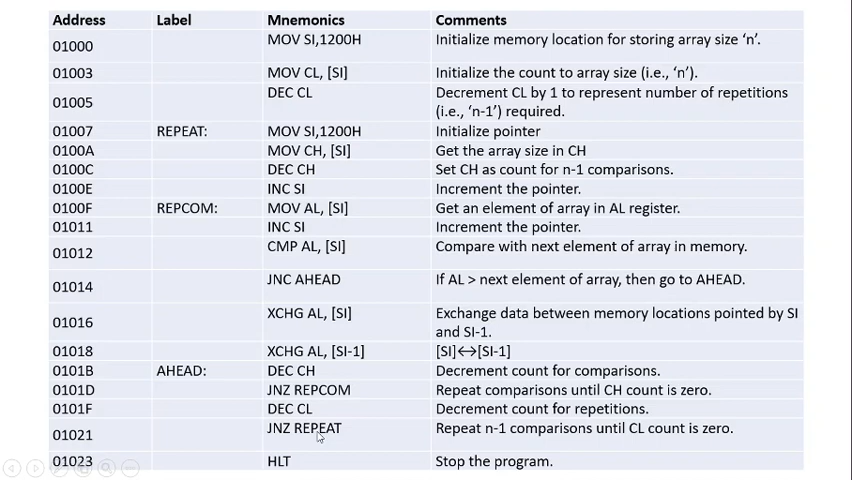 Address Label Mnemonics Comments
01000 MOV SI,1200H Initialize memory location for storing array size ‘n’.
01003 MOV CL, [SI] Initialize the count to array size (i.e., ‘n’).
01005 DEC CL Decrement CL by 1 to represent number of repetitions
(i.e., ‘n-1’) required.
01007 REPEAT: MOV SI,1200H Initialize pointer
0100A MOV CH, [SI] Get the array size in CH
0100C DEC CH Set CH as count for n-1 comparisons.
0100E INC SI Increment the pointer.
0100F REPCOM: MOV AL, [SI] Get an element of array in AL register.
01011 INC SI Increment the pointer.
01012 CMP AL, [SI] Compare with next element of array in memory.
01014 JNC AHEAD If AL > next element of array, then go to AHEAD.
01016 XCHG AL, [SI] Exchange data between memory locations pointed by SI
and SI-1.
01018 XCHG AL, [SI-1] [SI]↔[SI-1]
0101B AHEAD: DEC CH Decrement count for comparisons.
0101D JNZ REPCOM Repeat comparisons until CH count is zero.
0101F DEC CL Decrement count for repetitions.
01021 JNZ REPEAT Repeat n-1 comparisons until CL count is zero.
01023 HLT Stop the program.